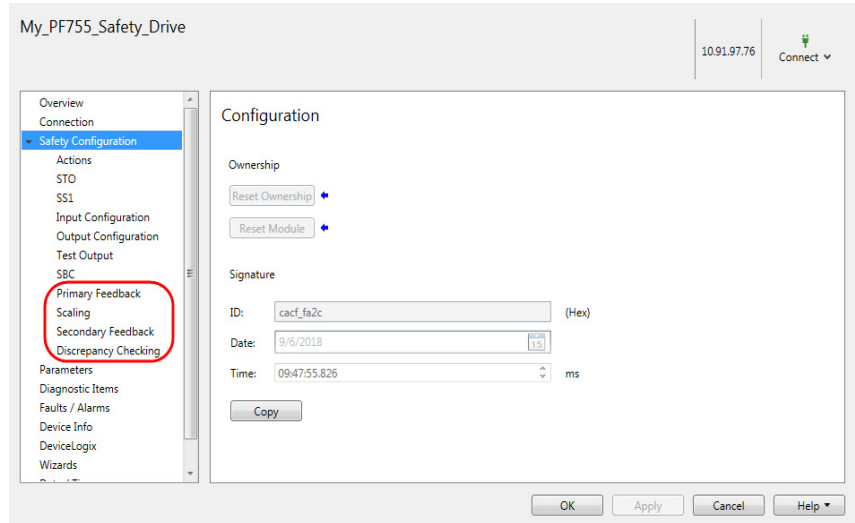 My_PF755_Safety_Drive
10.91.97.76
Connect
Overview
Connection
Safety Configuration
Actions
STO
SS1
Input Configuration
Output Configuration
Test Output
SBC
Primary Feedback
Scaling
Secondary Feedback
Discrepancy Checking
Parameters
Diagnostic Items
Faults / Alarms
Device Info
DeviceLogix
Wizards
Configuration
Ownership
Reset Ownership
Reset Module
Signature
ID: cacf_fa2c (Hex)
Date: 9/6/2018 15
Time: 09:47:55.826 ms
Copy
OK Apply Cancel Help